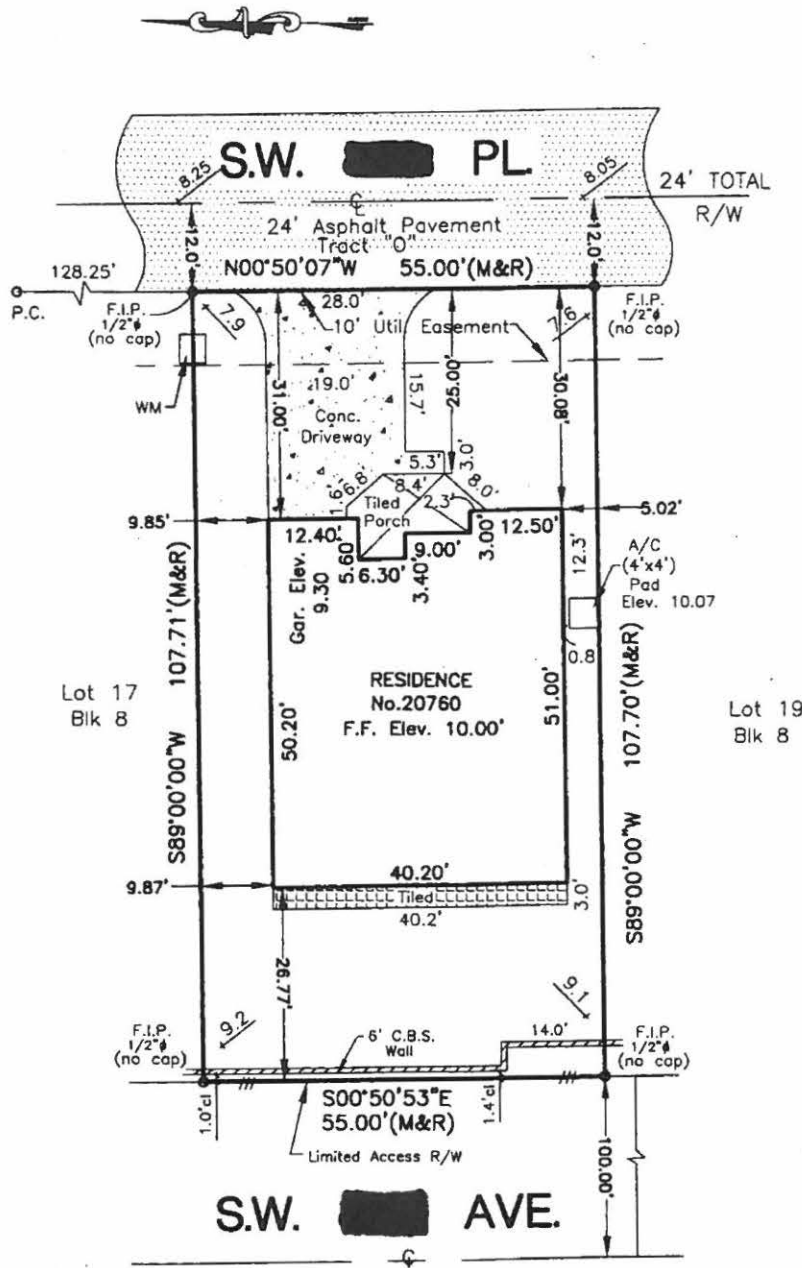 S.W. PL.
8.25
8.05
24' TOTAL
R/W
℄
24' Asphalt Pavement
Tract "O"
12.0'
12.0'
128.25'
N00°50'07"W 55.00'(M&R)
P.C.
F.I.P.
1/2"ϕ
(no cap)
7.9
28.0'
10' Util Easement
7.6
F.I.P.
1/2"ϕ
(no cap)
WM
31.00'
19.0'
Conc.
Driveway
15.7'
25.00'
30.08'
5.3'
3.0'
1.6'
6.8'
8.4'
8.0'
2.3'
Tiled
Porch
9.85'
5.02'
12.40'
5.60'
6.30'
3.40'
9.00'
3.00'
12.50'
12.3'
A/C
(4'x4')
Pad
Elev. 10.07
Gar. Elev.
9.30
0.8
Lot 17
Blk 8
S89°00'00"W 107.71'(M&R)
50.20'
RESIDENCE
No.20760
F.F. Elev. 10.00'
51.00'
S89°00'00"W 107.70'(M&R)
Lot 19
Blk 8
9.87'
40.20'
Tiled
40.2'
3.0'
26.77'
9.2
9.1
F.I.P.
1/2"ϕ
(no cap)
6' C.B.S.
Wall
14.0'
F.I.P.
1/2"ϕ
(no cap)
1.0'cl
S00°50'53"E
55.00'(M&R)
1.4'cl
Limited Access R/W
100.00'
S.W. AVE.
℄